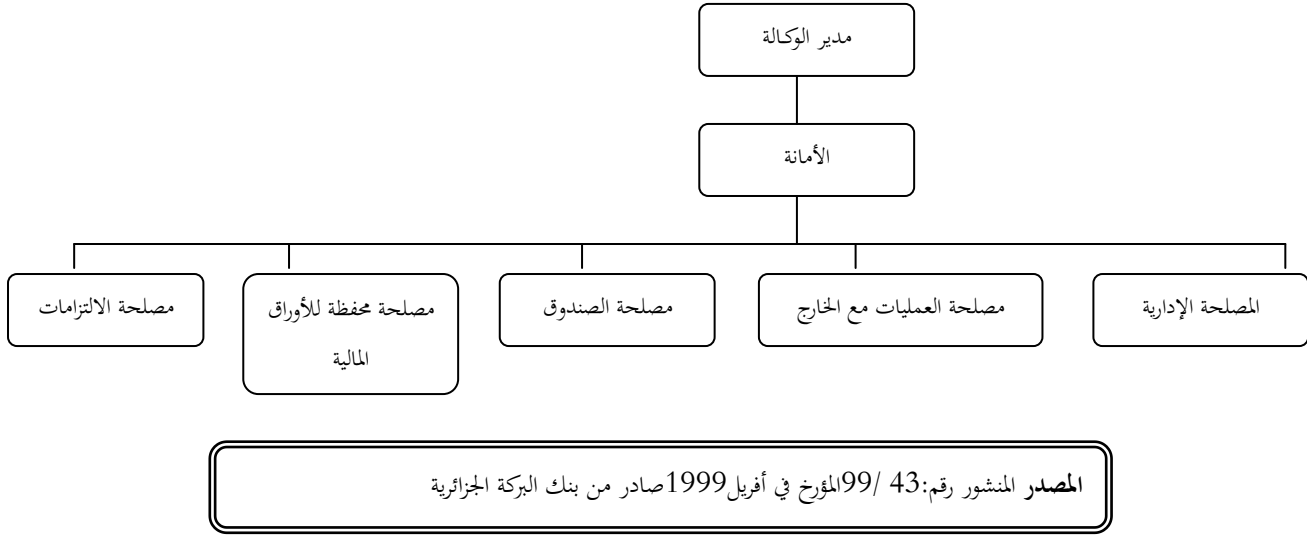 مدير الوكالة
الأمانة
المصلحة الإدارية
مصلحة العمليات مع الخارج
مصلحة الصندوق
مصلحة محفظة للأوراق
المالية
مصلحة الالتزامات
المصدر المنشور رقم:43 /99المؤرخ في أفريل1999صادر من بنك البركة الجزائرية